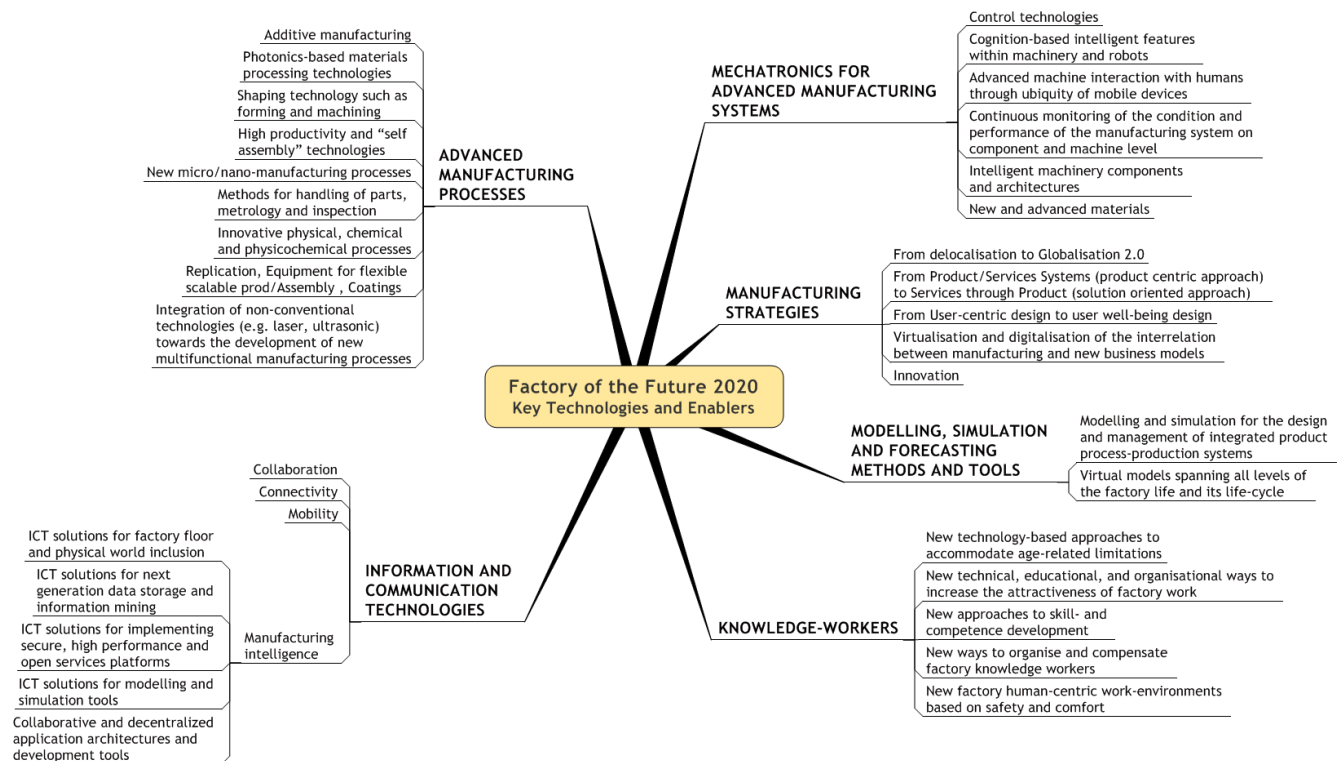 Factory of the Future 2020
Key Technologies and Enablers
ADVANCED
MANUFACTURING
PROCESSES
Additive manufacturing
Photonics-based materials
processing technologies
Shaping technology such as
forming and machining
High productivity and “self
assembly” technologies
New micro/nano-manufacturing processes
Methods for handling of parts,
metrology and inspection
Innovative physical, chemical
and physicochemical processes
Replication, Equipment for flexible
scalable prod/Assembly , Coatings
Integration of non-conventional
technologies (e.g. laser, ultrasonic)
towards the development of new
multifunctional manufacturing processes
MECHATRONICS FOR
ADVANCED MANUFACTURING
SYSTEMS
Control technologies
Cognition-based intelligent features
within machinery and robots
Advanced machine interaction with humans
through ubiquity of mobile devices
Continuous monitoring of the condition and
performance of the manufacturing system on
component and machine level
Intelligent machinery components
and architectures
New and advanced materials
MANUFACTURING
STRATEGIES
From delocalisation to Globalisation 2.0
From Product/Services Systems (product centric approach)
to Services through Product (solution oriented approach)
From User-centric design to user well-being design
Virtualisation and digitalisation of the interrelation
between manufacturing and new business models
Innovation
MODELLING, SIMULATION
AND FORECASTING
METHODS AND TOOLS
Modelling and simulation for the design
and management of integrated product
process-production systems
Virtual models spanning all levels of
the factory life and its life-cycle
KNOWLEDGE-WORKERS
New technology-based approaches to
accommodate age-related limitations
New technical, educational, and organisational ways to
increase the attractiveness of factory work
New approaches to skill- and
competence development
New ways to organise and compensate
factory knowledge workers
New factory human-centric work-environments
based on safety and comfort
INFORMATION AND
COMMUNICATION
TECHNOLOGIES
Collaboration
Connectivity
Mobility
Manufacturing
intelligence
ICT solutions for factory floor
and physical world inclusion
ICT solutions for next
generation data storage and
information mining
ICT solutions for implementing
secure, high performance and
open services platforms
ICT solutions for modelling and
simulation tools
Collaborative and decentralized
application architectures and
development tools